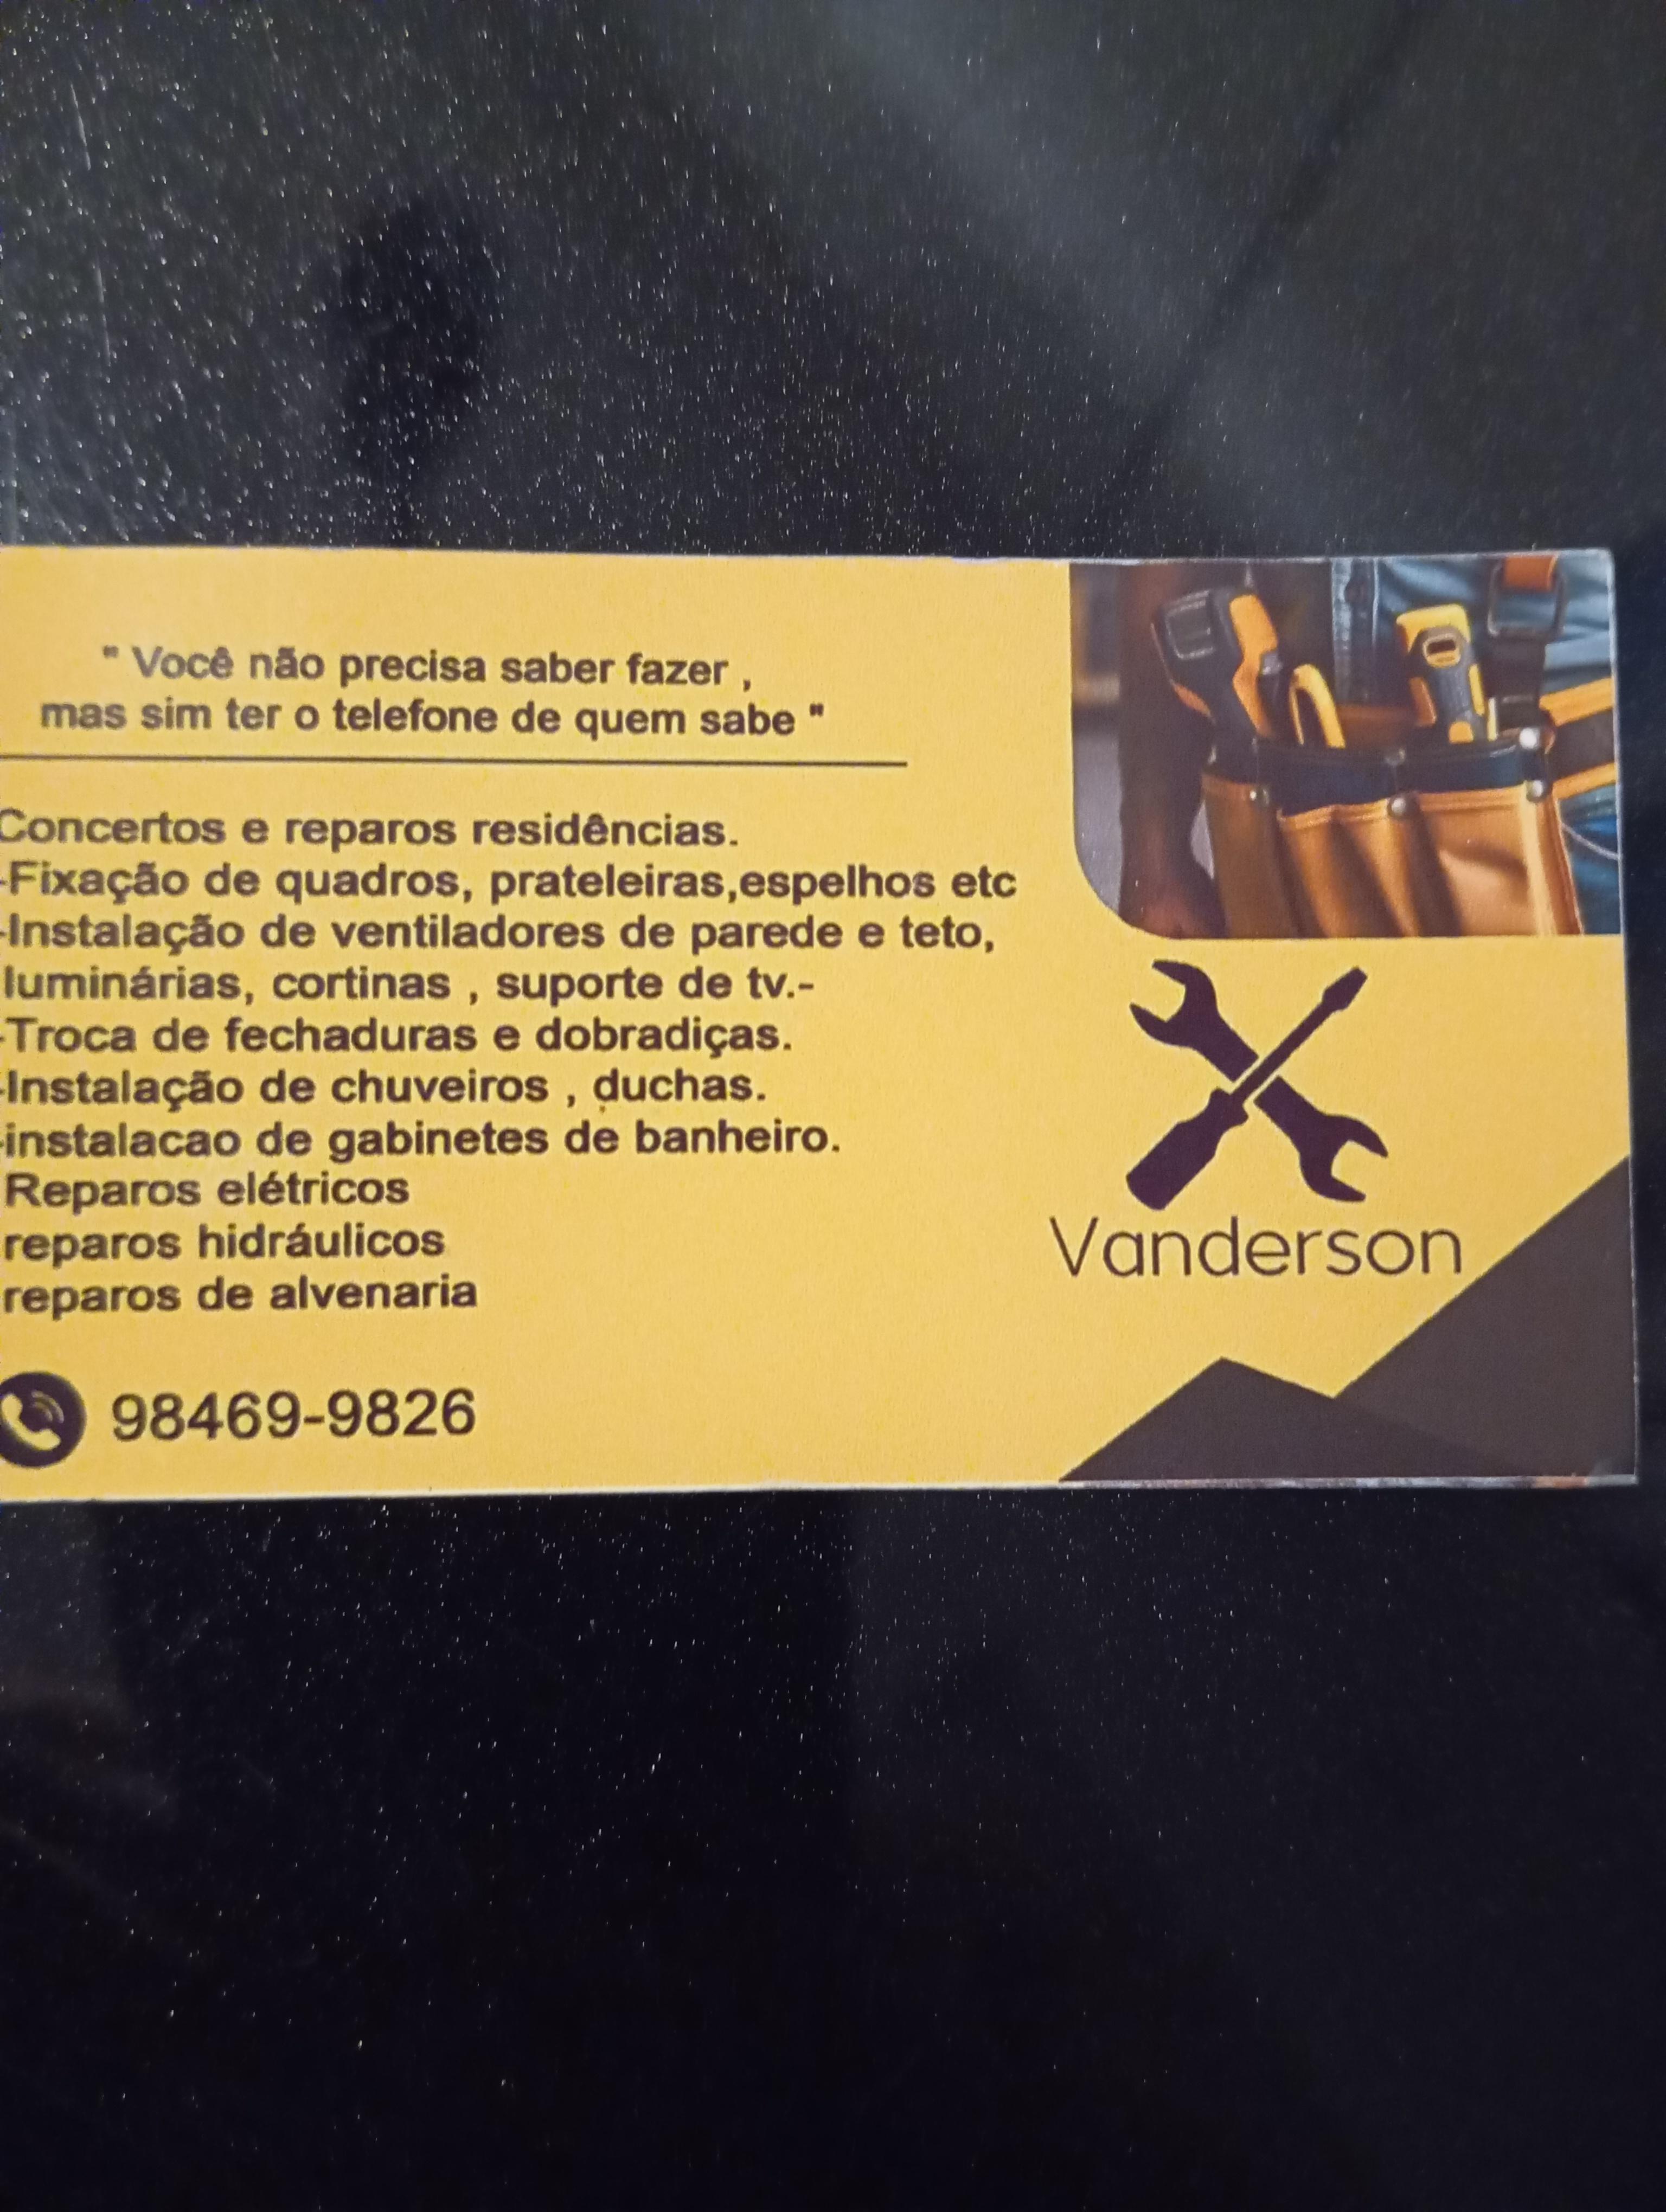 " Você não precisa saber fazer ,
mas sim ter o telefone de quem sabe "
Concertos e reparos residências.
-Fixação de quadros, prateleiras,espelhos etc
-Instalação de ventiladores de parede e teto,
luminárias, cortinas , suporte de tv.-
-Troca de fechaduras e dobradiças.
-Instalação de chuveiros , duchas.
-instalacao de gabinetes de banheiro.
Reparos elétricos
reparos hidráulicos
reparos de alvenaria
98469-9826
Vanderson